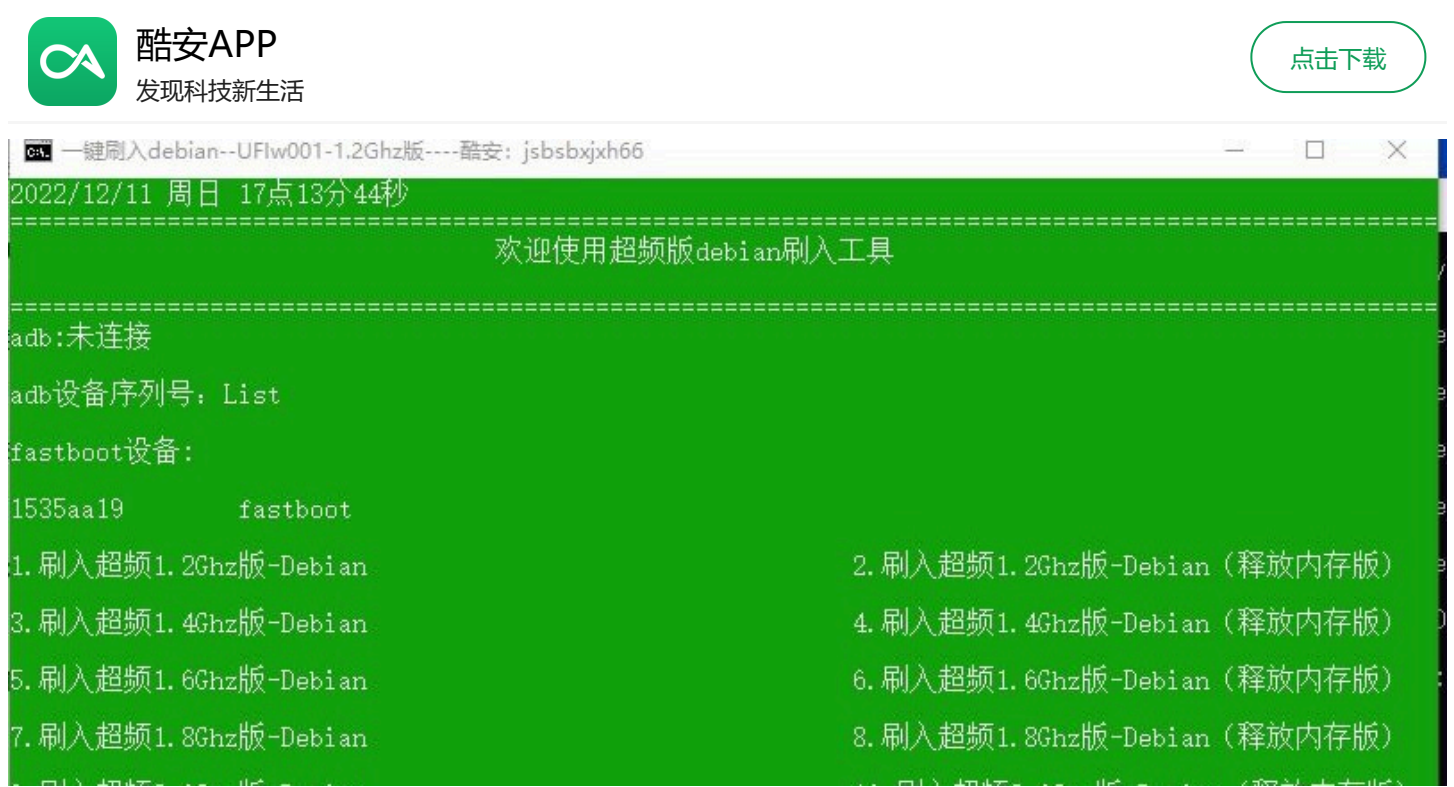 酷安APP
发现科技新生活
点击下载
一键刷入debian--UFIw001-1.2Ghz版----酷安：jsbsbxjxh66
2022/12/11 周日 17点13分44秒
欢迎使用超频版debian刷入工具
adb:未连接
adb设备序列号：List
fastboot设备:
1535aa19 fastboot
1.刷入超频1.2Ghz版-Debian 2.刷入超频1.2Ghz版-Debian（释放内存版）
3.刷入超频1.4Ghz版-Debian 4.刷入超频1.4Ghz版-Debian（释放内存版）
5.刷入超频1.6Ghz版-Debian 6.刷入超频1.6Ghz版-Debian（释放内存版）
7.刷入超频1.8Ghz版-Debian 8.刷入超频1.8Ghz版-Debian（释放内存版）